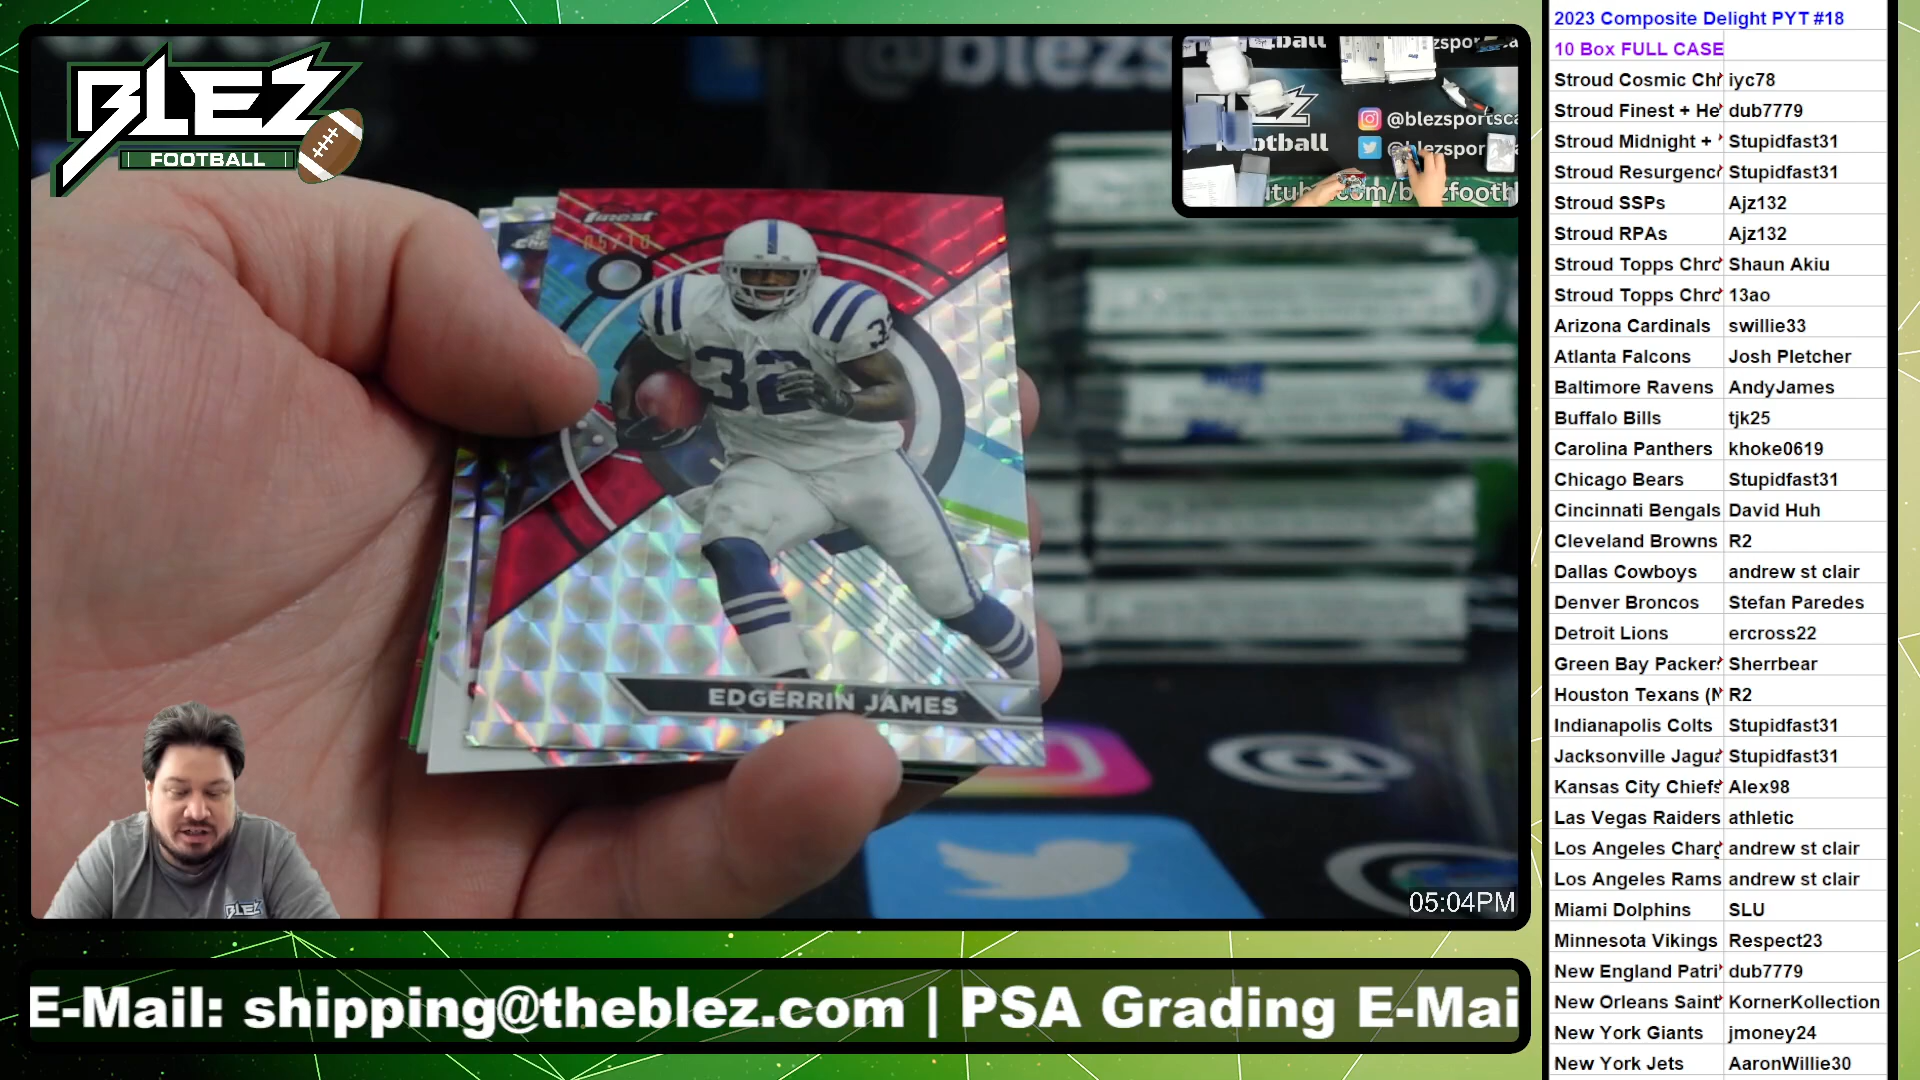 BLEZ
FOOTBALL
Finest
05/10
32
EDGERRIN JAMES
@blezs
@blezsportsca
@blezspor
05:04PM
BLEZ
E-Mail: shipping@theblez.com | PSA Grading E-Mai
2023 Composite Delight PYT #18
10 Box FULL CASE
Stroud Cosmic Chr iyc78
Stroud Finest + He dub7779
Stroud Midnight + Stupidfast31
Stroud Resurgenc Stupidfast31
Stroud SSPs Ajz132
Stroud RPAs Ajz132
Stroud Topps Chro Shaun Akiu
Stroud Topps Chro 13ao
Arizona Cardinals swillie33
Atlanta Falcons Josh Pletcher
Baltimore Ravens AndyJames
Buffalo Bills tjk25
Carolina Panthers khoke0619
Chicago Bears Stupidfast31
Cincinnati Bengals David Huh
Cleveland Browns R2
Dallas Cowboys andrew st clair
Denver Broncos Stefan Paredes
Detroit Lions ercross22
Green Bay Packers Sherrbear
Houston Texans (N R2
Indianapolis Colts Stupidfast31
Jacksonville Jagua Stupidfast31
Kansas City Chiefs Alex98
Las Vegas Raiders athletic
Los Angeles Charg andrew st clair
Los Angeles Rams andrew st clair
Miami Dolphins SLU
Minnesota Vikings Respect23
New England Patri dub7779
New Orleans Saint KornerKollection
New York Giants jmoney24
New York Jets AaronWillie30